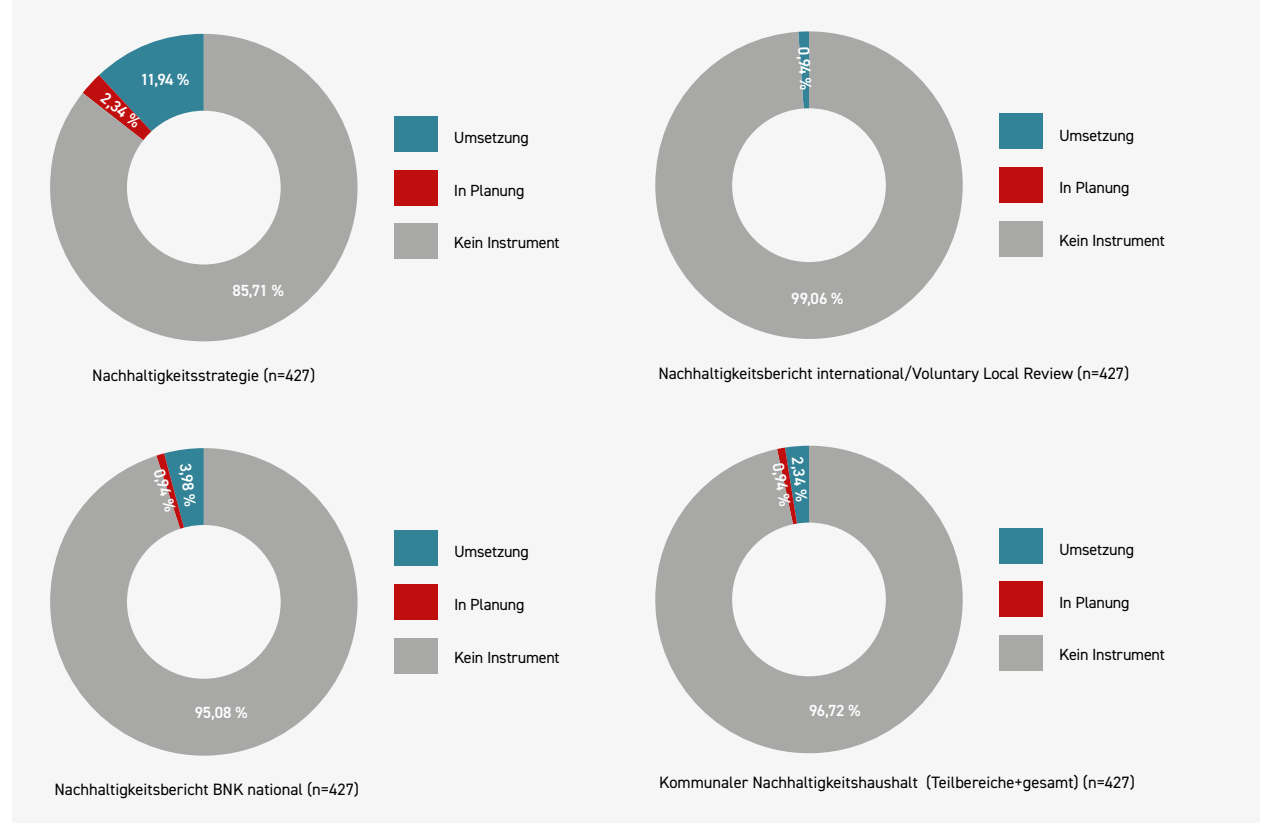 11,94 %
2,34 %
85,71 %
Umsetzung
In Planung
Kein Instrument
Nachhaltigkeitsstrategie (n=427)
0,94 %
99,06 %
Umsetzung
In Planung
Kein Instrument
Nachhaltigkeitsbericht international/Voluntary Local Review (n=427)
3,98 %
0,94 %
95,08 %
Umsetzung
In Planung
Kein Instrument
Nachhaltigkeitsbericht BNK national (n=427)
2,34 %
0,94 %
96,72 %
Umsetzung
In Planung
Kein Instrument
Kommunaler Nachhaltigkeitshaushalt (Teilbereiche+gesamt) (n=427)